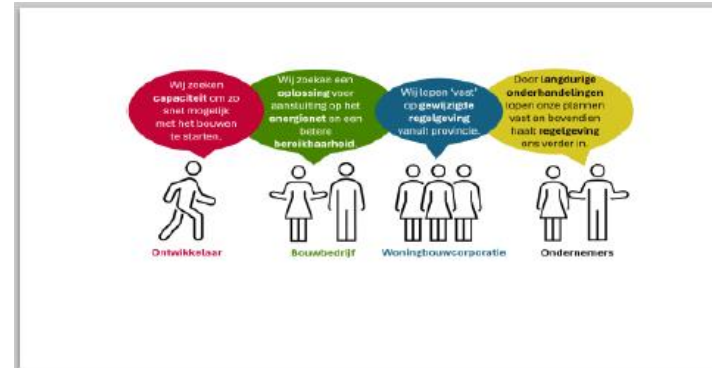 Wij zoeken
capaciteit om zo
snel mogelijk
met het bouwen
te starten.
Wij zoeken een
oplossing voor
aansluiting op het
energienet en een
betere
bereikbaarheid.
Wij lopen 'vast'
op gewijzigde
regelgeving
vanuit provincie.
Door langdurige
onderhandelingen
lopen onze plannen
vast en bovendien
haalt regelgeving
ons verder in.
Ontwikkelaar
Bouwbedrijf
Woningbouwcorporatie
Ondernemers